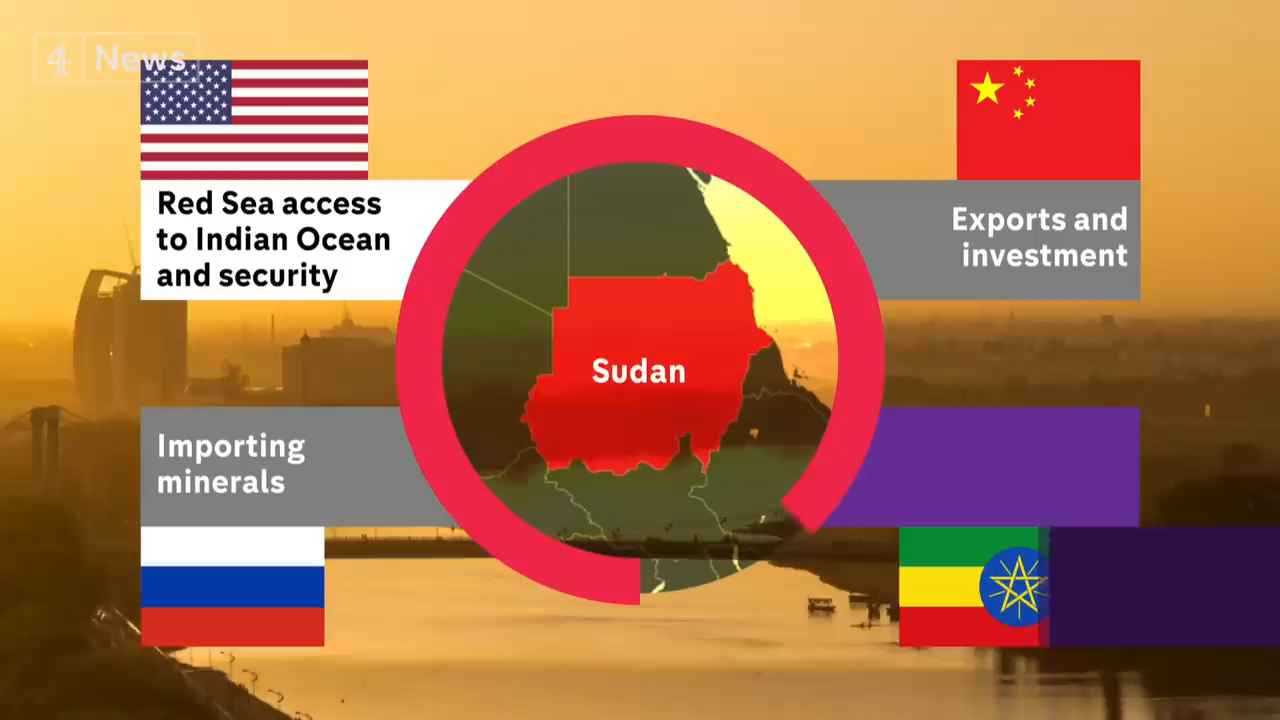 4 News
Red Sea access
to Indian Ocean
and security
Exports and
investment
Sudan
Importing
minerals